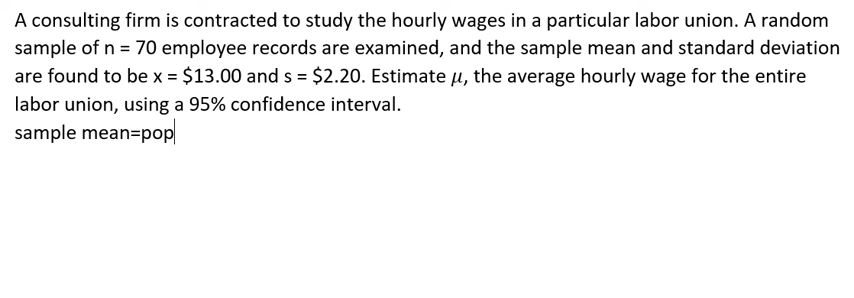 A consulting firm is contracted to study the hourly wages in a particular labor union. A random
sample of n = 70 employee records are examined, and the sample mean and standard deviation
are found to be x = $13.00 and s = $2.20. Estimate μ, the average hourly wage for the entire
labor union, using a 95% confidence interval.
sample mean=pop